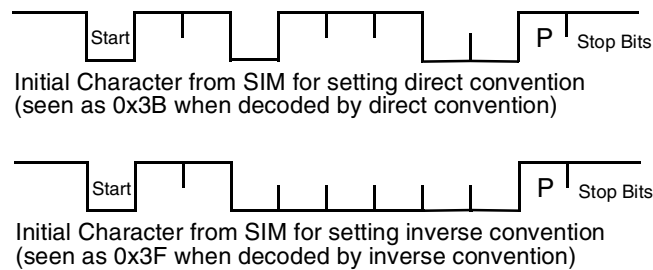 Start P Stop Bits
Initial Character from SIM for setting direct convention
(seen as 0x3B when decoded by direct convention)
Start P Stop Bits
Initial Character from SIM for setting inverse convention
(seen as 0x3F when decoded by inverse convention)